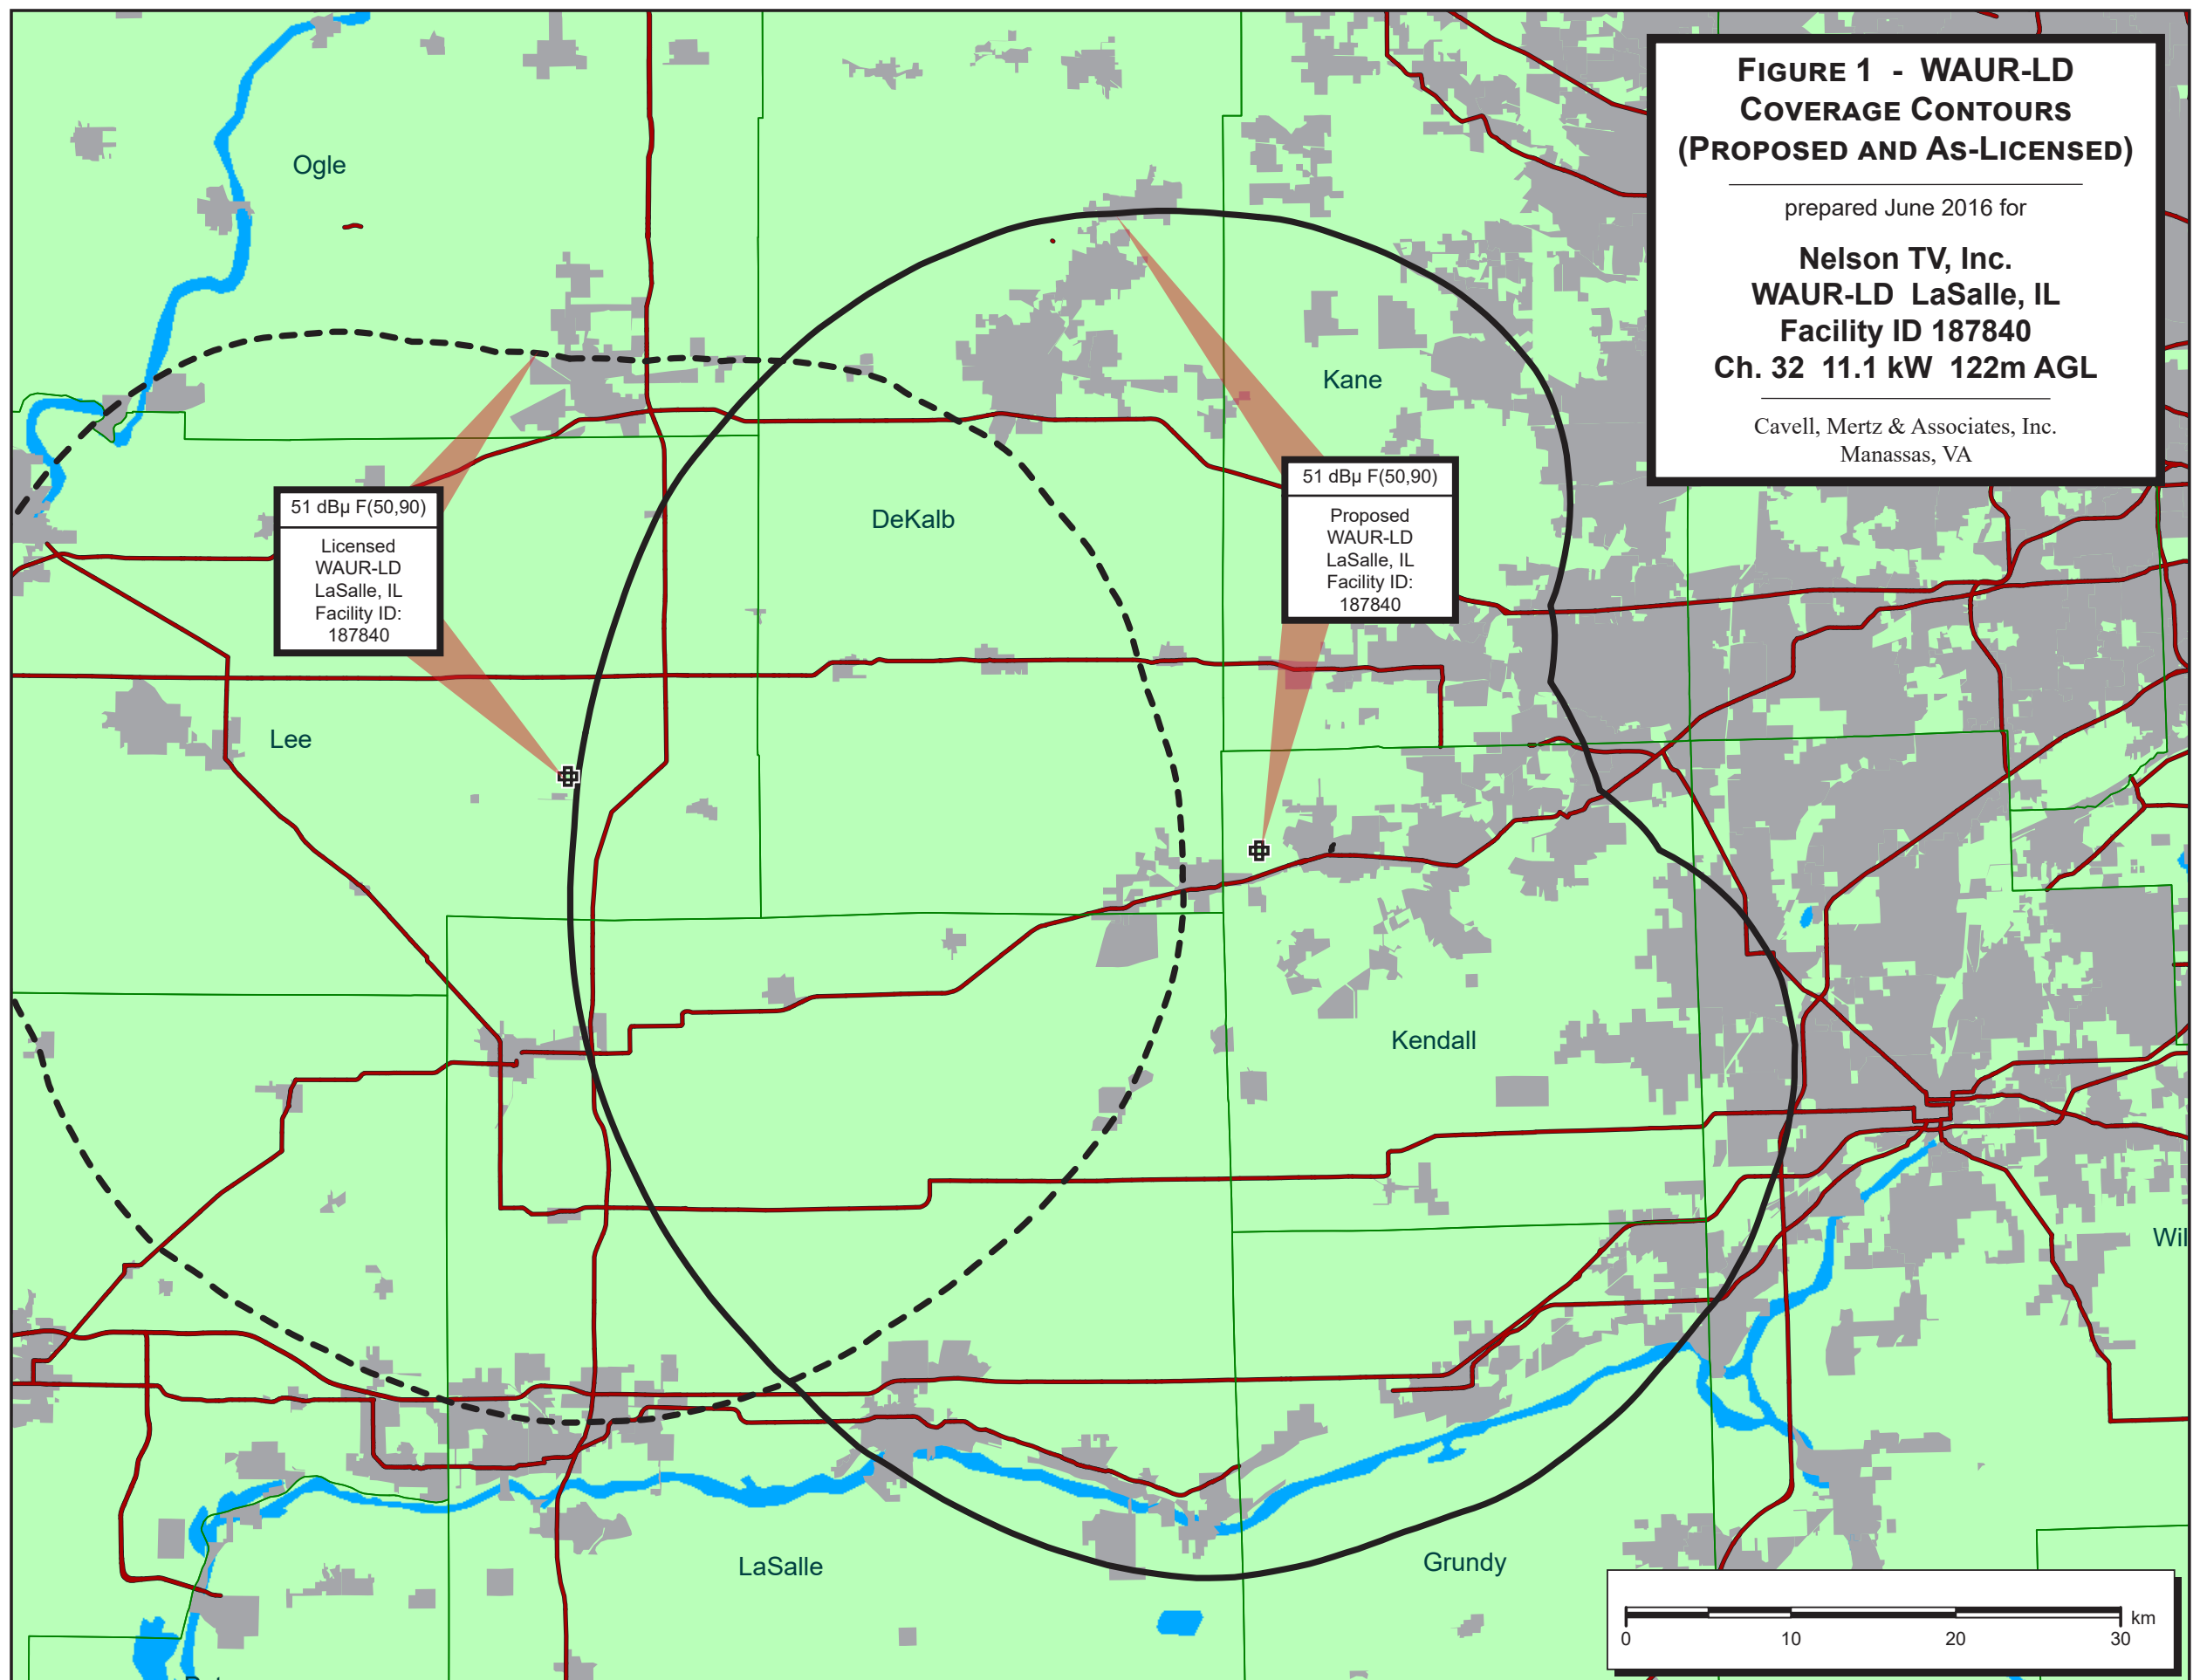 FIGURE 1 - WAUR-LD
COVERAGE CONTOURS
(PROPOSED AND AS-LICENSED)
prepared June 2016 for
Nelson TV, Inc.
WAUR-LD LaSalle, IL
Facility ID 187840
Ch. 32 11.1 kW 122m AGL
Cavell, Mertz & Associates, Inc.
Manassas, VA
Ogle
Kane
DeKalb
51 dBµ F(50,90)
Proposed
WAUR-LD
LaSalle, IL
Facility ID:
187840
51 dBµ F(50,90)
Licensed
WAUR-LD
LaSalle, IL
Facility ID:
187840
Lee
Kendall
Wil
LaSalle
Grundy
km
0 10 20 30